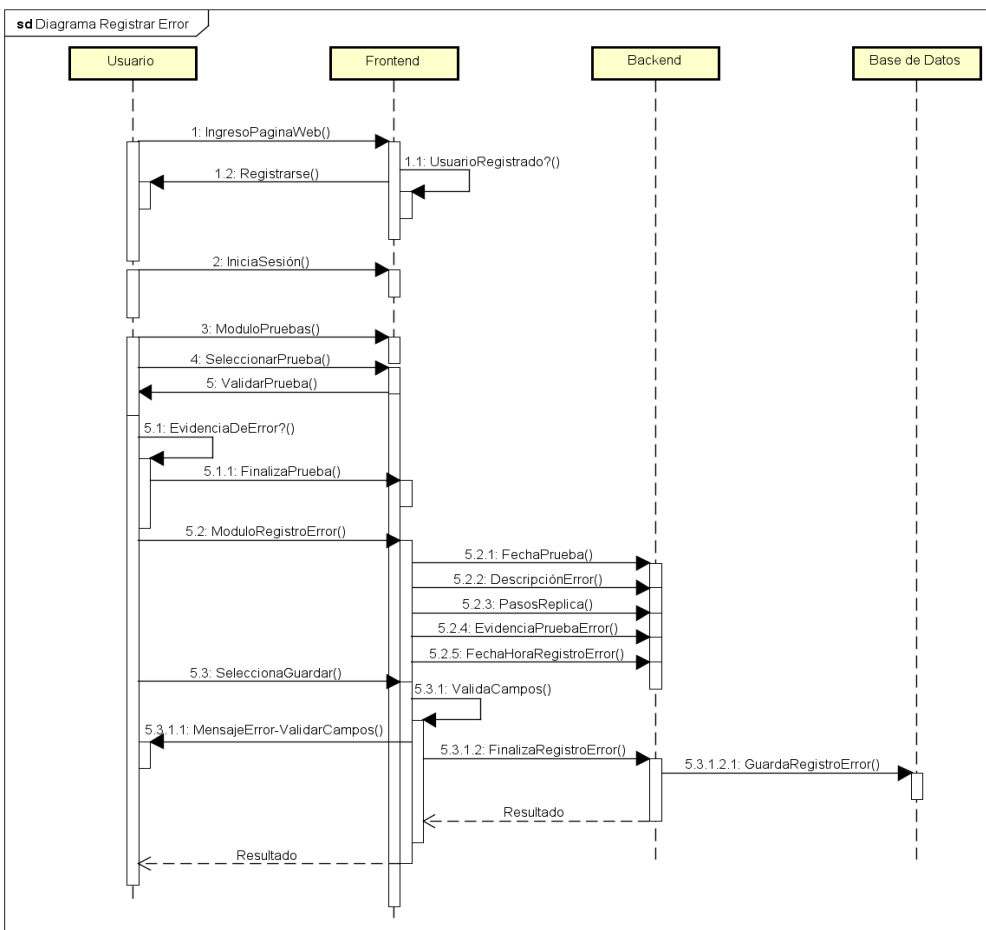 sd Diagrama Registrar Error
Usuario
Frontend
Backend
Base de Datos
1: IngresoPaginaWeb()
1.1: UsuarioRegistrado?()
1.2: Registrarse()
2: IniciaSesión()
3: ModuloPruebas()
4: SeleccionarPrueba()
5: ValidarPrueba()
5.1: EvidenciaDeError?()
5.1.1: FinalizaPrueba()
5.2: ModuloRegistroError()
5.2.1: FechaPrueba()
5.2.2: DescripciónError()
5.2.3: PasosReplica()
5.2.4: EvidenciaPruebaError()
5.2.5: FechaHoraRegistroError()
5.3: SeleccionaGuardar()
5.3.1: ValidaCampos()
5.3.1.1: MensajeError-ValidarCampos()
5.3.1.2: FinalizaRegistroError()
5.3.1.2.1: GuardaRegistroError()
Resultado
Resultado